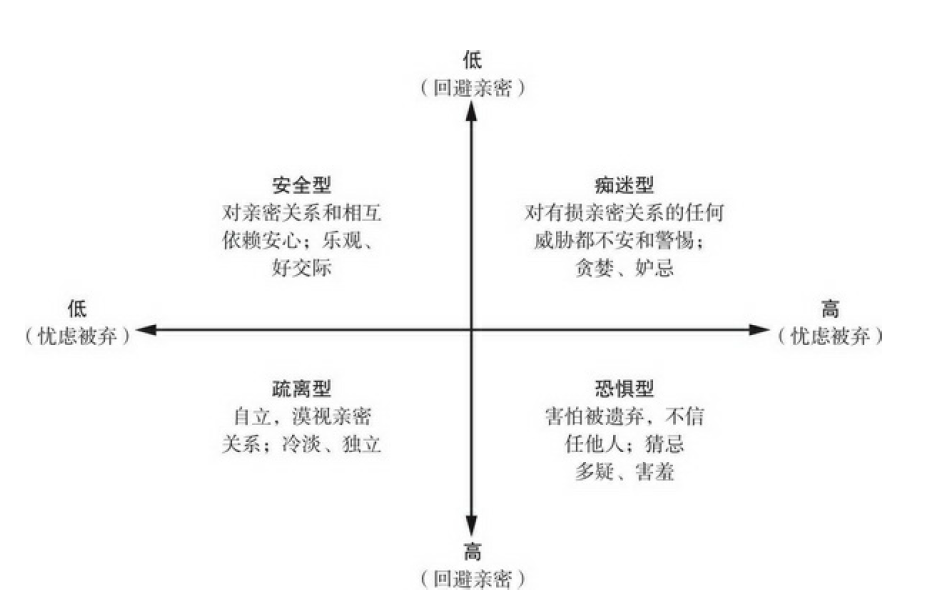 低
（回避亲密）
安全型
对亲密关系和相互
依赖安心；乐观、
好交际
痴迷型
对有损亲密关系的任何
威胁都不安和警惕；
贪婪、妒忌
低
（忧虑被弃）
高
（忧虑被弃）
疏离型
自立，漠视亲密
关系；冷淡、独立
恐惧型
害怕被遗弃，不信
任他人；猜忌
多疑、害羞
高
（回避亲密）